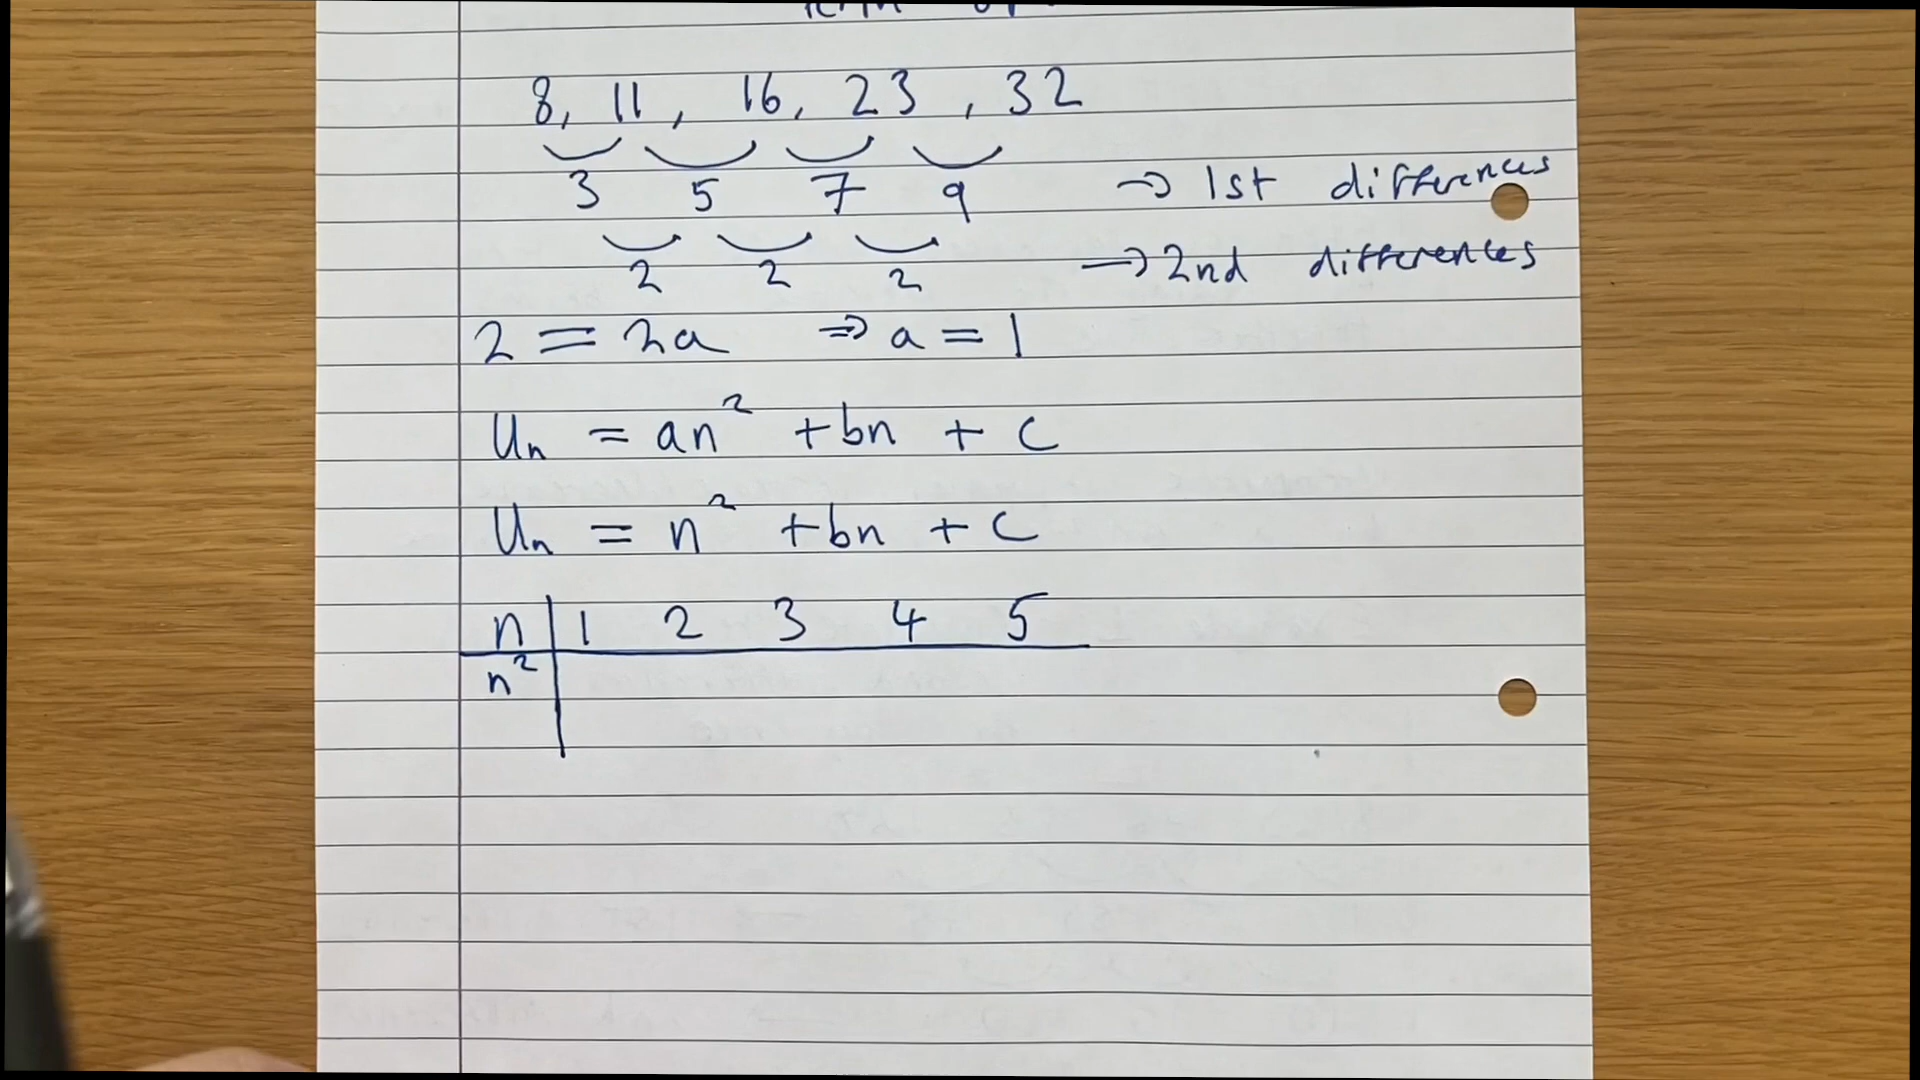 8, 11, 16, 23, 32
3 5 7 9 → 1st differences
2 2 2 → 2nd differences
2 = 2a ⇒ a = 1
Un = an² + bn + c
Un = n² + bn + c
n 1 2 3 4 5
n²